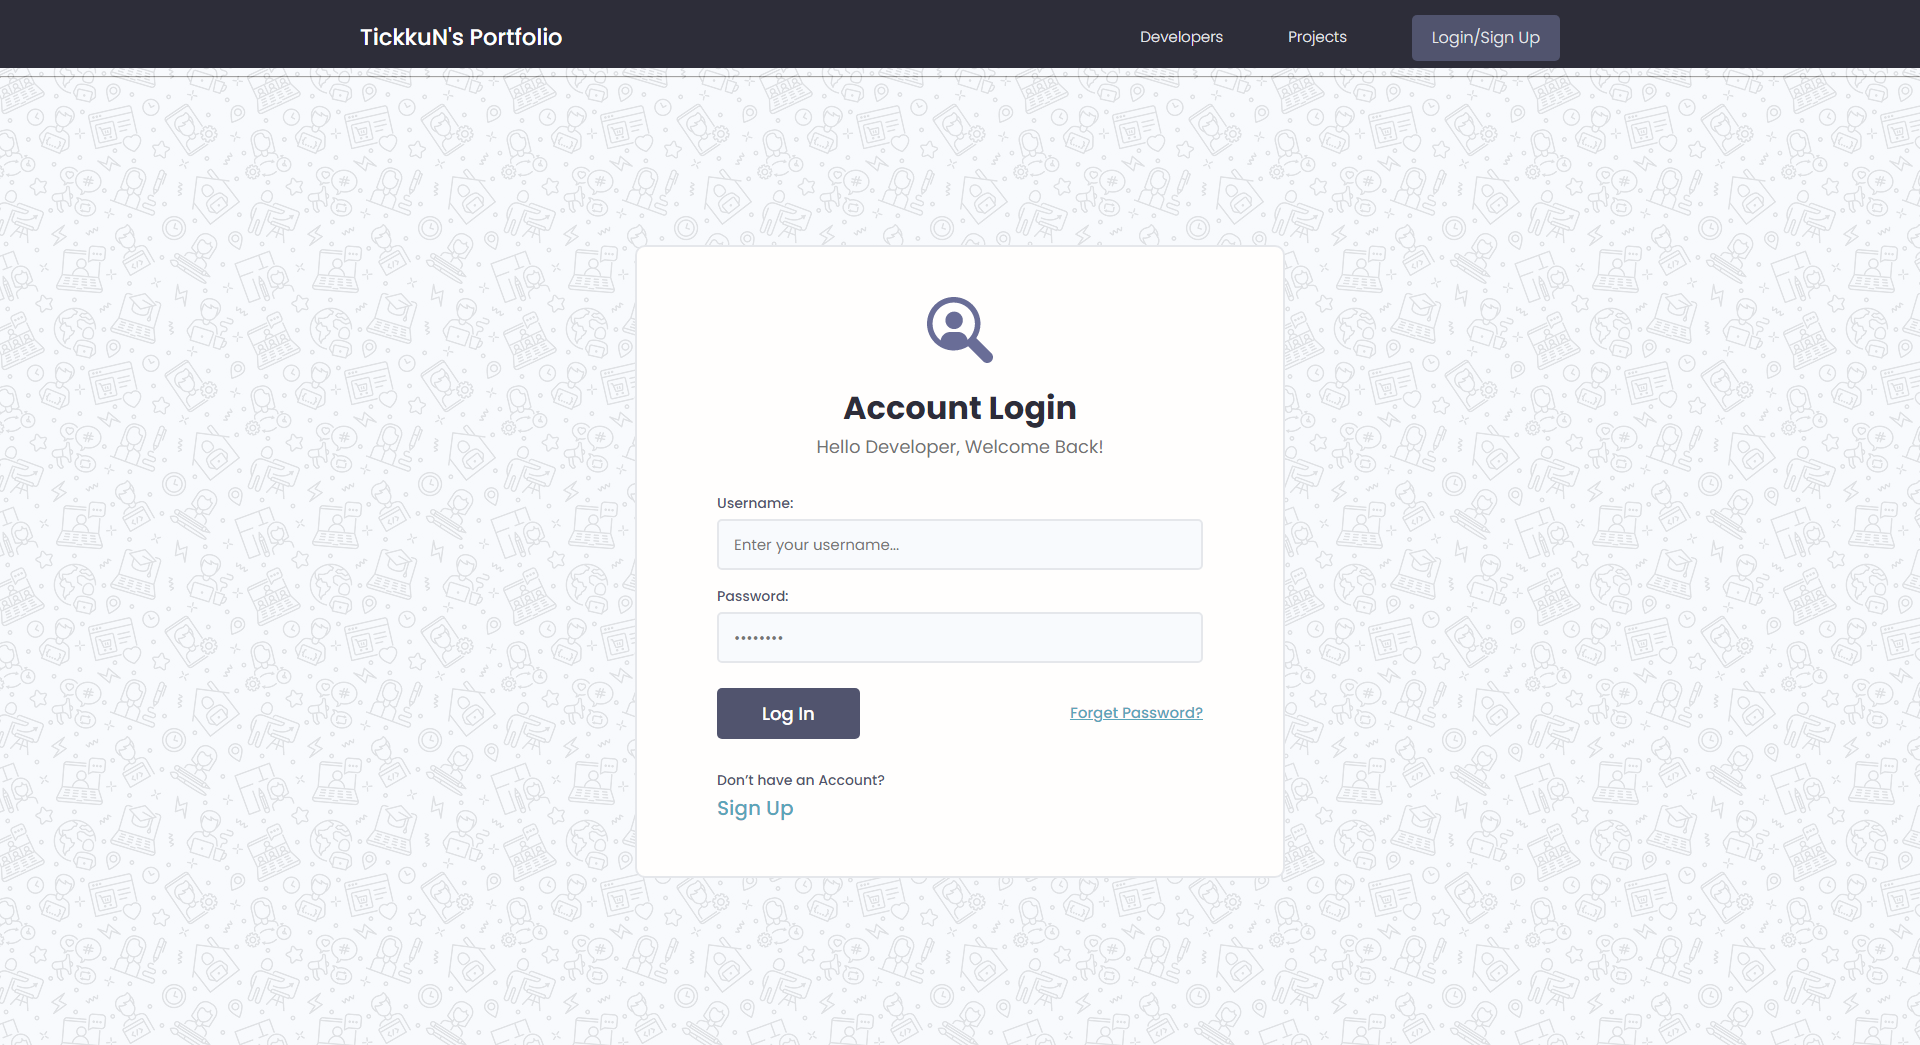 TickkuN's Portfolio
Developers
Projects
Login/Sign Up
Account Login
Hello Developer, Welcome Back!
Username:
Enter your username...
Password:
••••••••
Log In
Forget Password?
Don’t have an Account?
Sign Up